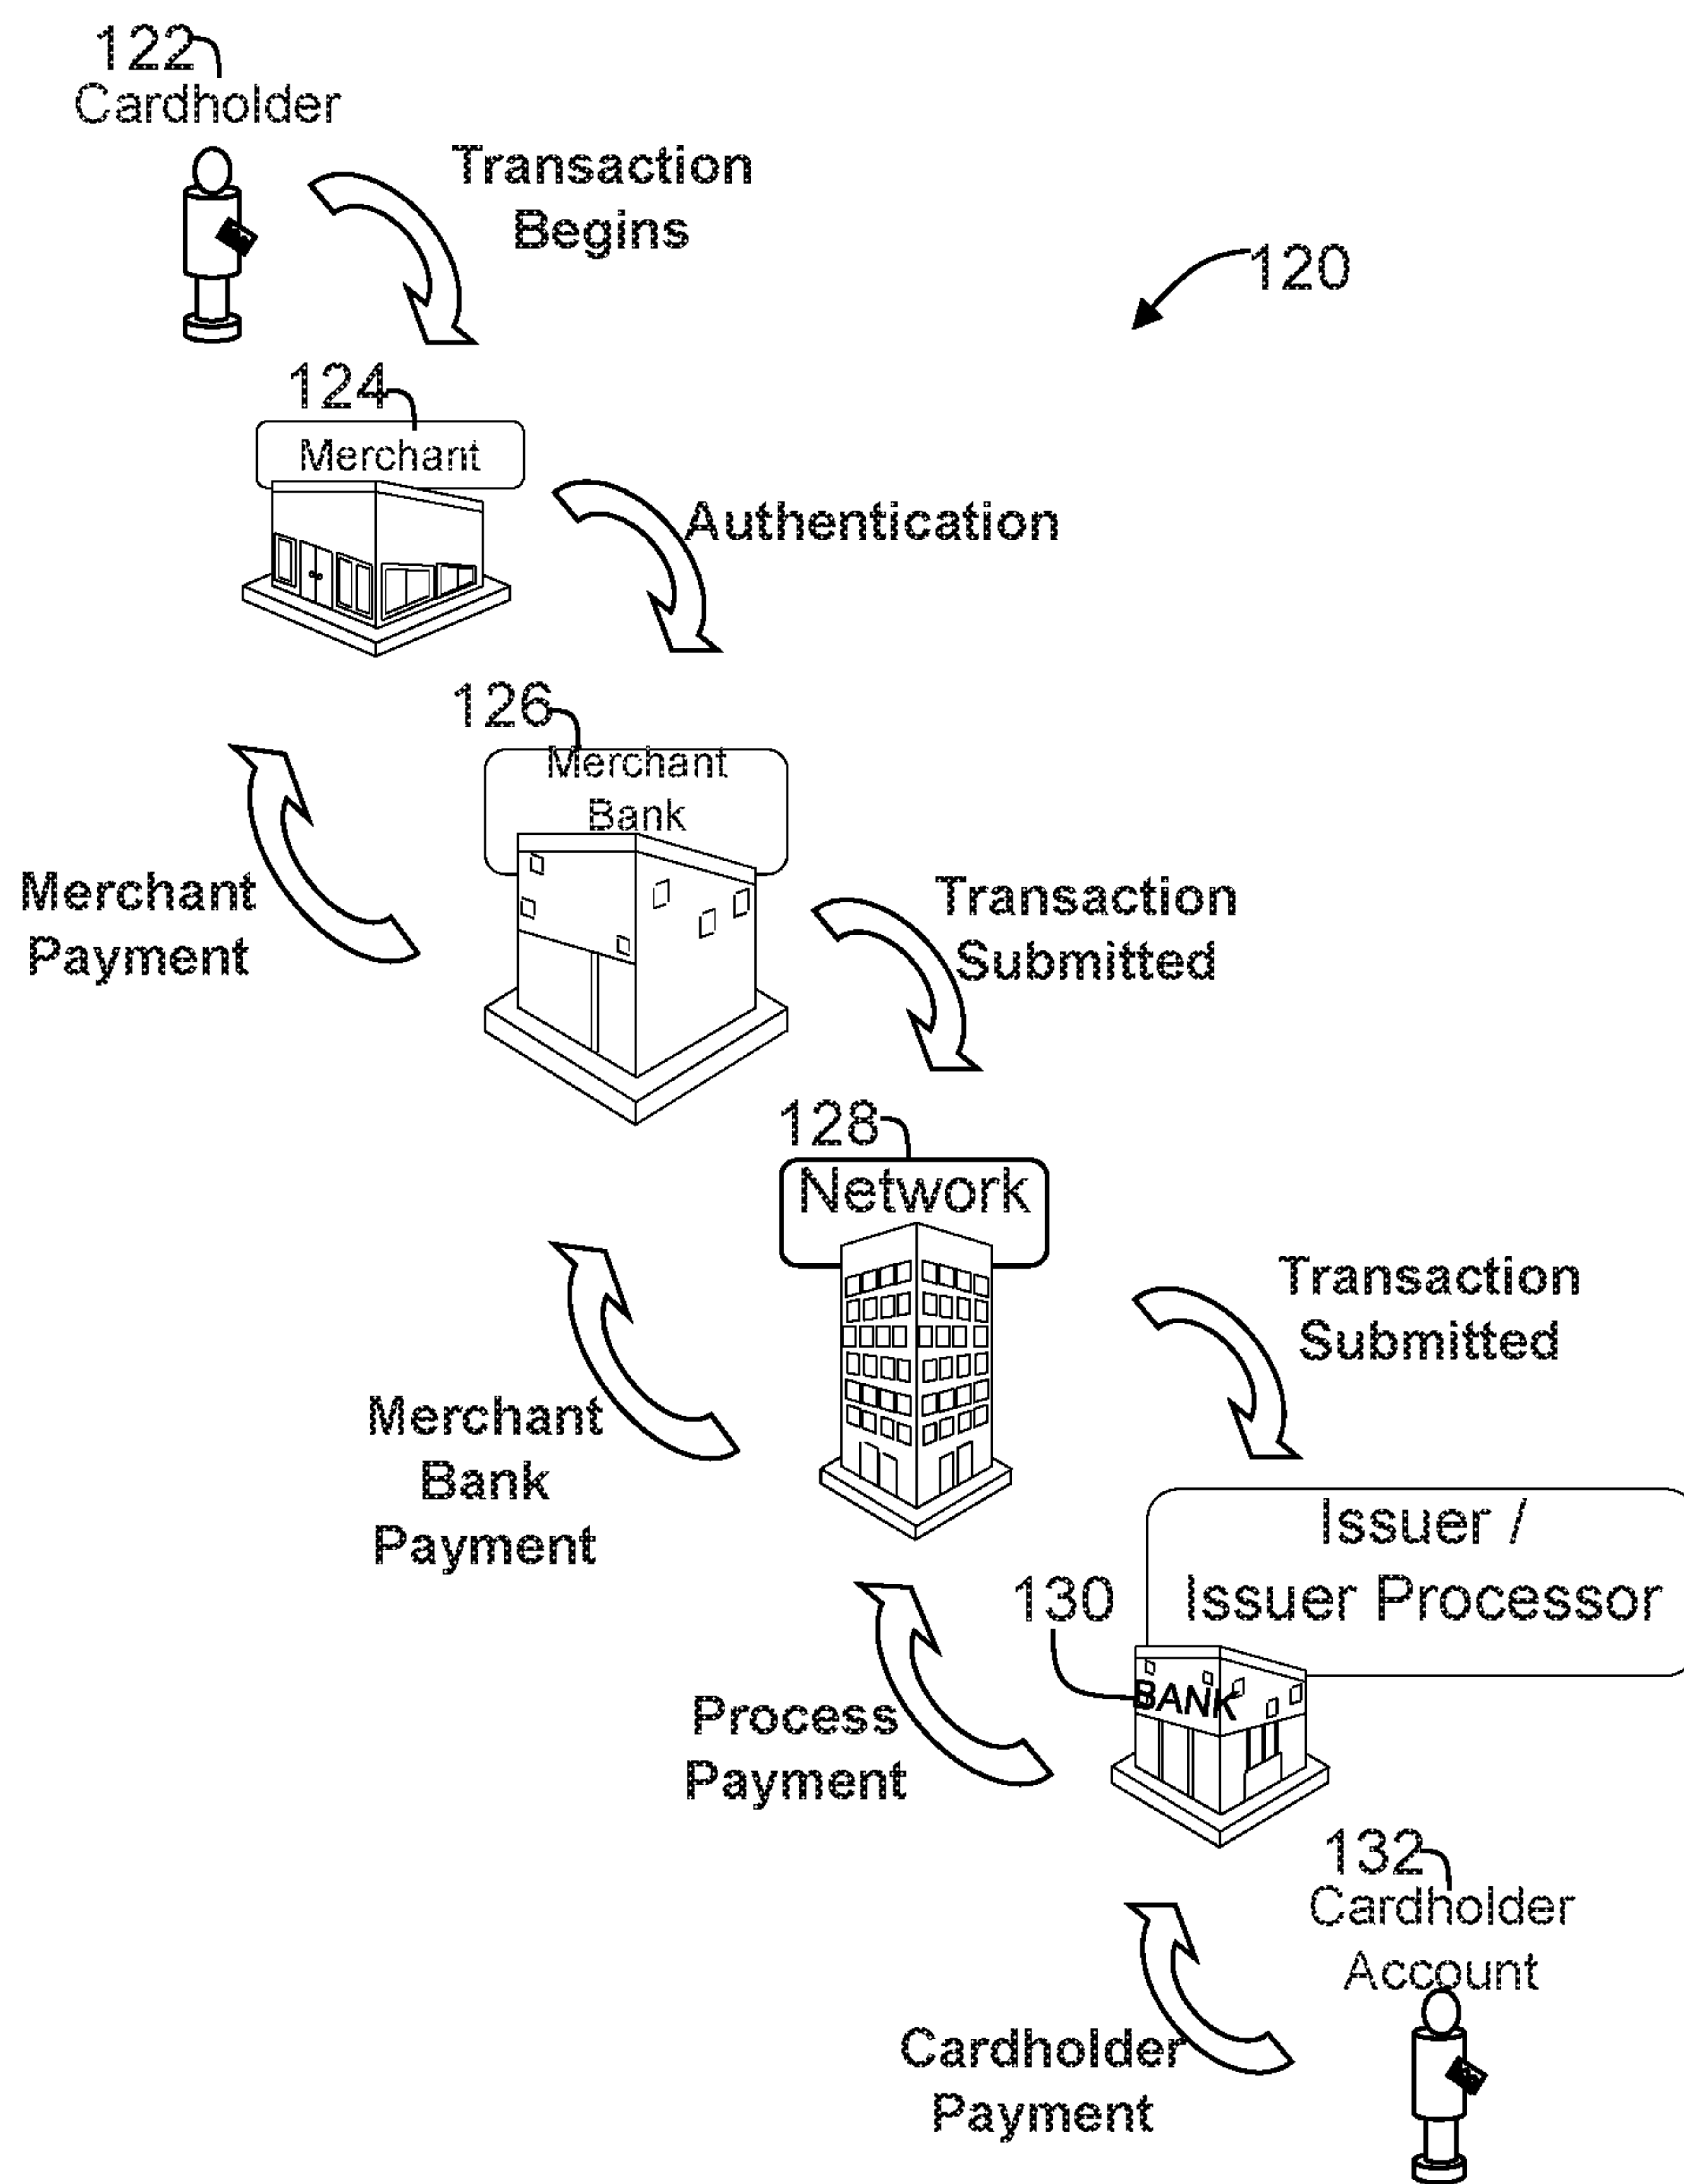 122
Cardholder
Transaction
Begins
120
124
Merchant
Authentication
126
Merchant
Bank
Merchant
Payment
Transaction
Submitted
128
Network
Transaction
Submitted
Merchant
Bank
Payment
Issuer /
Issuer Processor
130
BANK
Process
Payment
132
Cardholder
Account
Cardholder
Payment